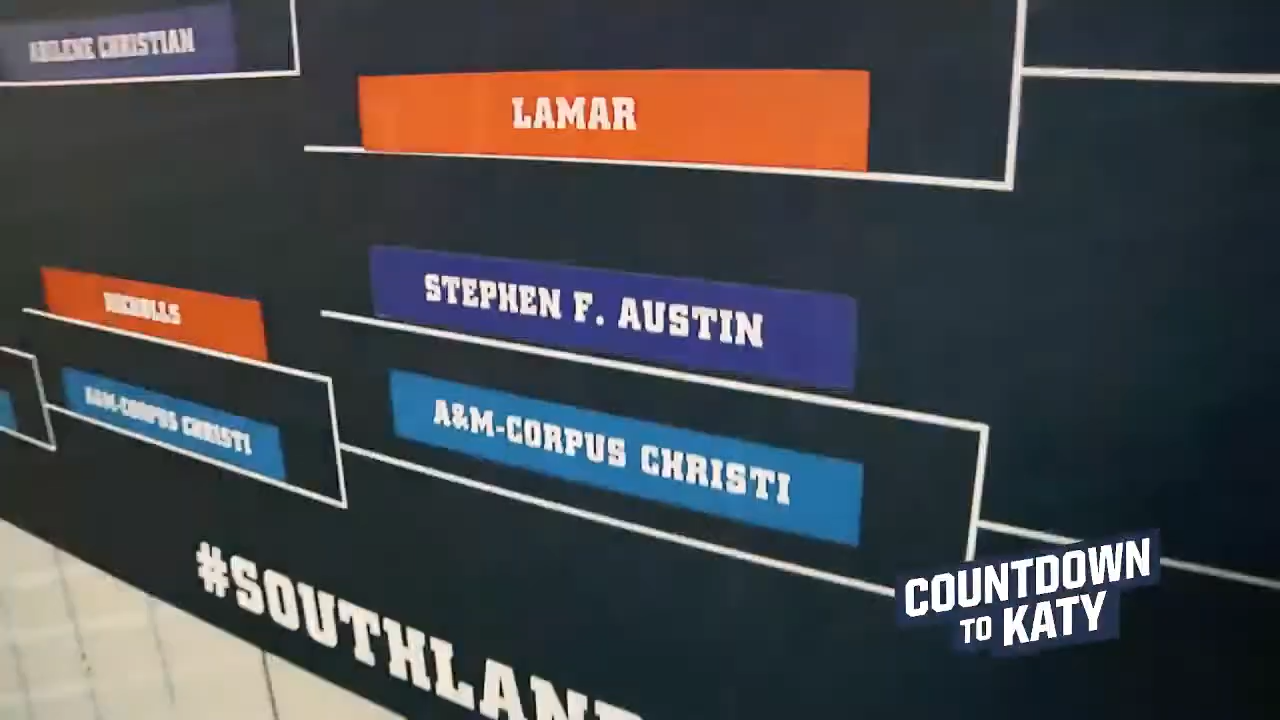 ABILENE CHRISTIAN
LAMAR
NICHOLLS
STEPHEN F. AUSTIN
A&M-CORPUS CHRISTI
A&M-CORPUS CHRISTI
#SOUTHLAND
COUNTDOWN
TO KATY